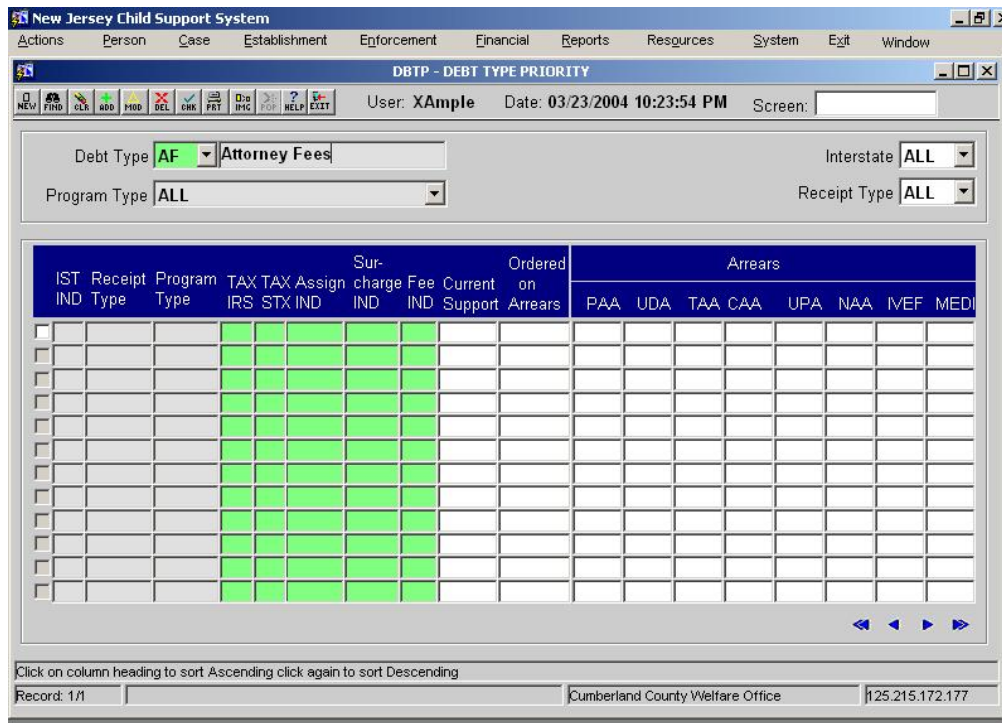 New Jersey Child Support System
Actions Person Case Establishment Enforcement Financial Reports Resources System Exit Window
DBTP - DEBT TYPE PRIORITY
NEW FIND CLR ADD MOD DEL CHK PRT IMC POP HELP EXIT User: XAmple Date: 03/23/2004 10:23:54 PM Screen:
Debt Type AF Attorney Fees Interstate ALL
Program Type ALL Receipt Type ALL
Sur- Ordered Arrears
IST Receipt Program TAX TAX Assign charge Fee Current on
IND Type Type IRS STX IND IND IND Support Arrears PAA UDA TAA CAA UPA NAA IVEF MEDI
Click on column heading to sort Ascending click again to sort Descending
Record: 1/1 Cumberland County Welfare Office 125.215.172.177